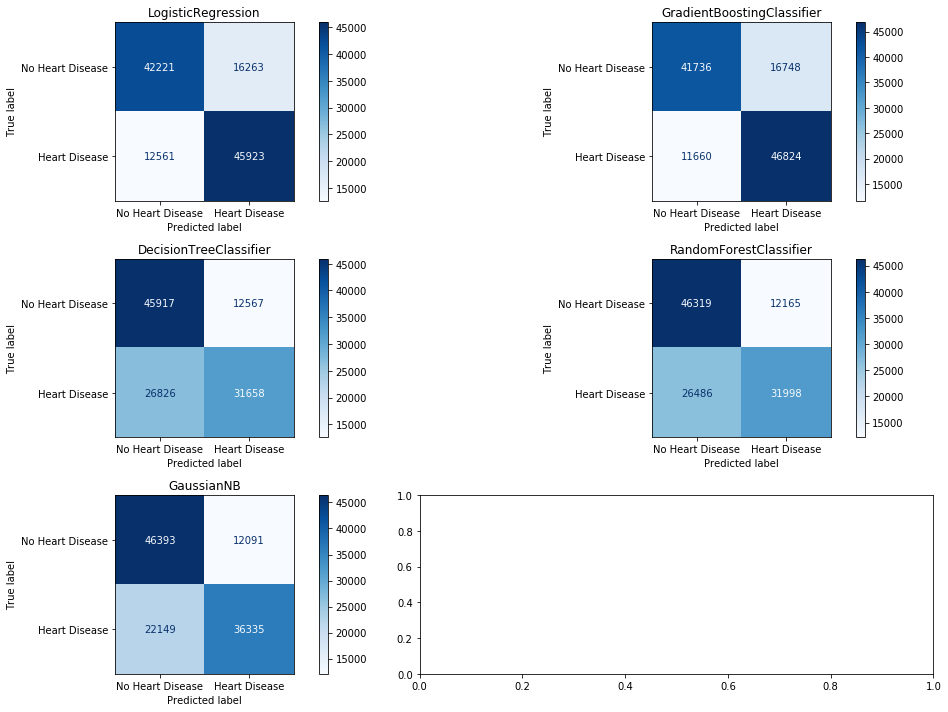 LogisticRegression
No Heart Disease
Heart Disease
True label
42221
16263
12561
45923
No Heart Disease
Heart Disease
Predicted label
45000
40000
35000
30000
25000
20000
15000
GradientBoostingClassifier
No Heart Disease
Heart Disease
True label
41736
16748
11660
46824
No Heart Disease
Heart Disease
Predicted label
45000
40000
35000
30000
25000
20000
15000
DecisionTreeClassifier
No Heart Disease
Heart Disease
True label
45917
12567
26826
31658
No Heart Disease
Heart Disease
Predicted label
45000
40000
35000
30000
25000
20000
15000
RandomForestClassifier
No Heart Disease
Heart Disease
True label
46319
12165
26486
31998
No Heart Disease
Heart Disease
Predicted label
45000
40000
35000
30000
25000
20000
15000
GaussianNB
No Heart Disease
Heart Disease
True label
46393
12091
22149
36335
No Heart Disease
Heart Disease
Predicted label
45000
40000
35000
30000
25000
20000
15000
1.0
0.8
0.6
0.4
0.2
0.0
0.0
0.2
0.4
0.6
0.8
1.0